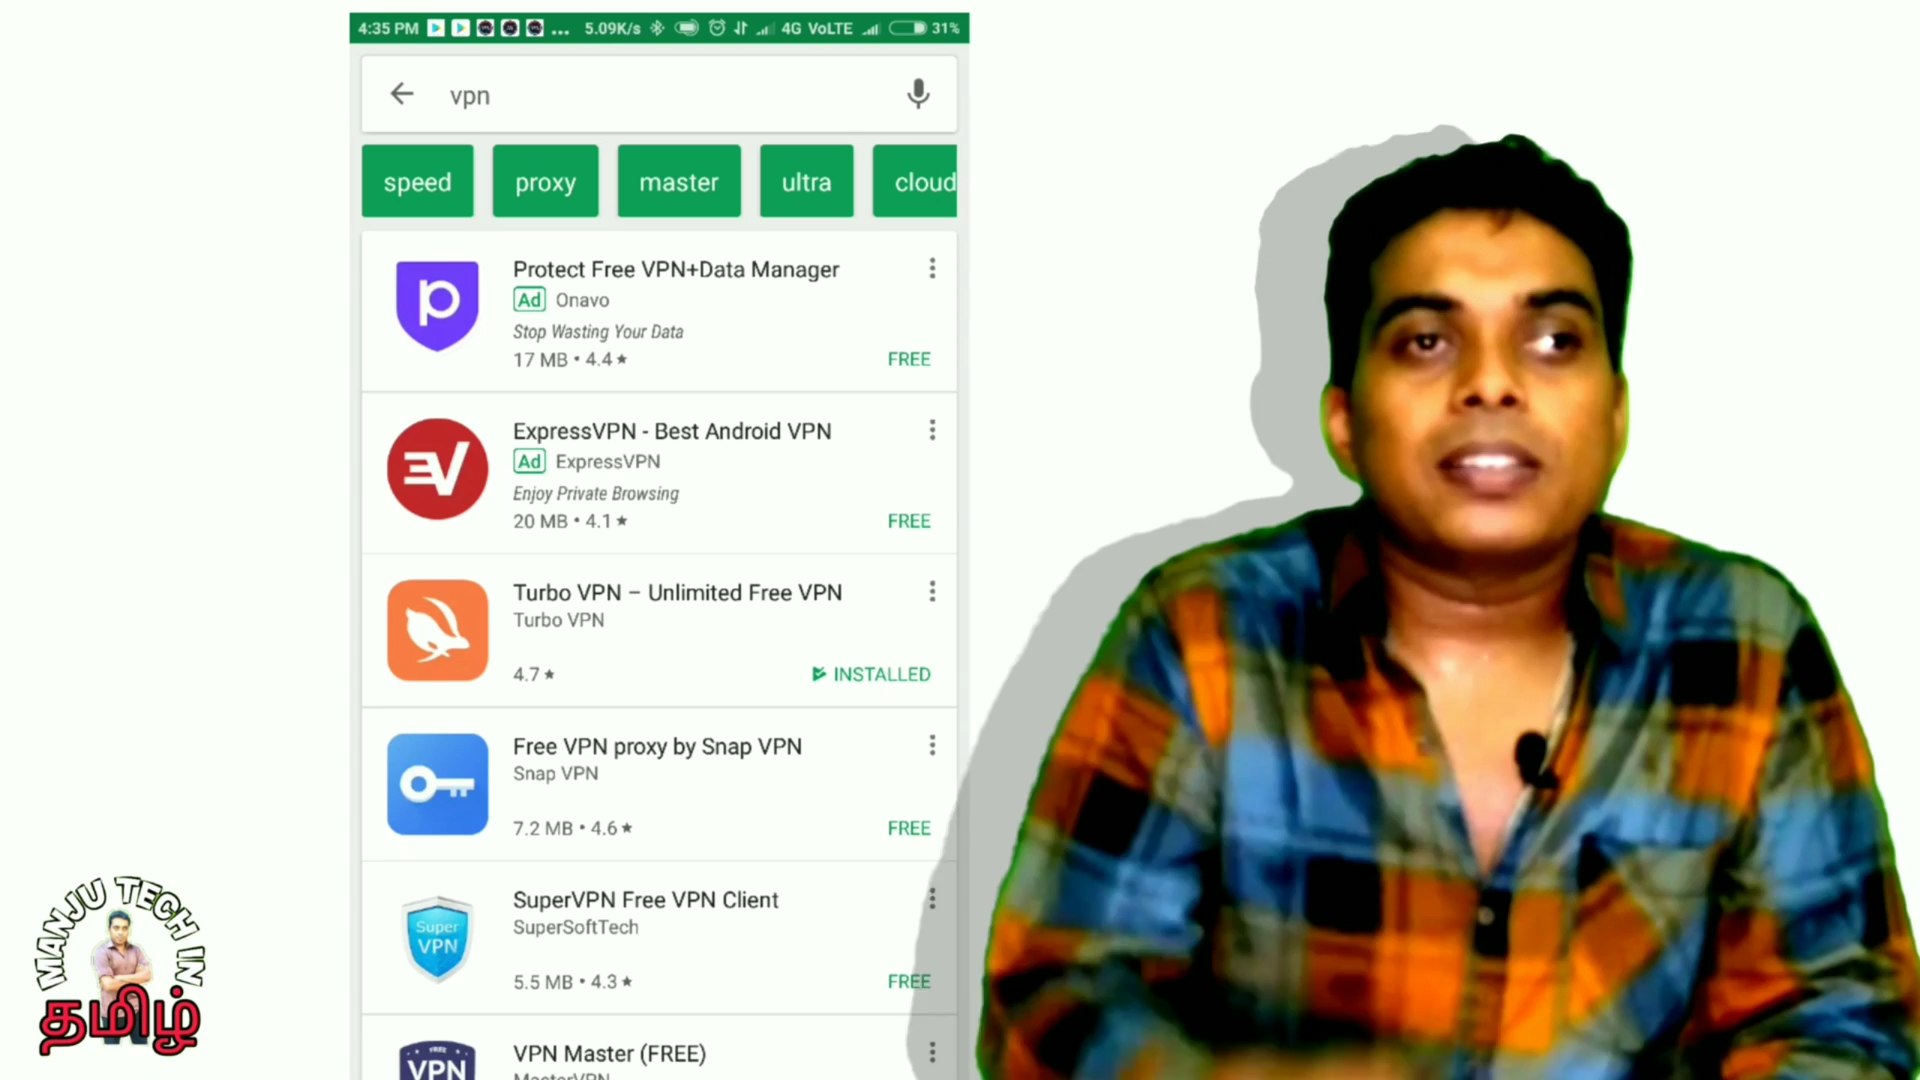 4:35 PM ... 5.09K/s 4G VoLTE 31%
vpn
speed proxy master ultra cloud
Protect Free VPN+Data Manager
Ad Onavo
Stop Wasting Your Data
17 MB • 4.4 ★ FREE
ExpressVPN - Best Android VPN
Ad ExpressVPN
Enjoy Private Browsing
20 MB • 4.1 ★ FREE
Turbo VPN – Unlimited Free VPN
Turbo VPN
4.7 ★ INSTALLED
Free VPN proxy by Snap VPN
Snap VPN
7.2 MB • 4.6 ★ FREE
Super
VPN
SuperVPN Free VPN Client
SuperSoftTech
5.5 MB • 4.3 ★ FREE
FREE
VPN
VPN Master (FREE)
MANJU TECH IN
தமிழ்